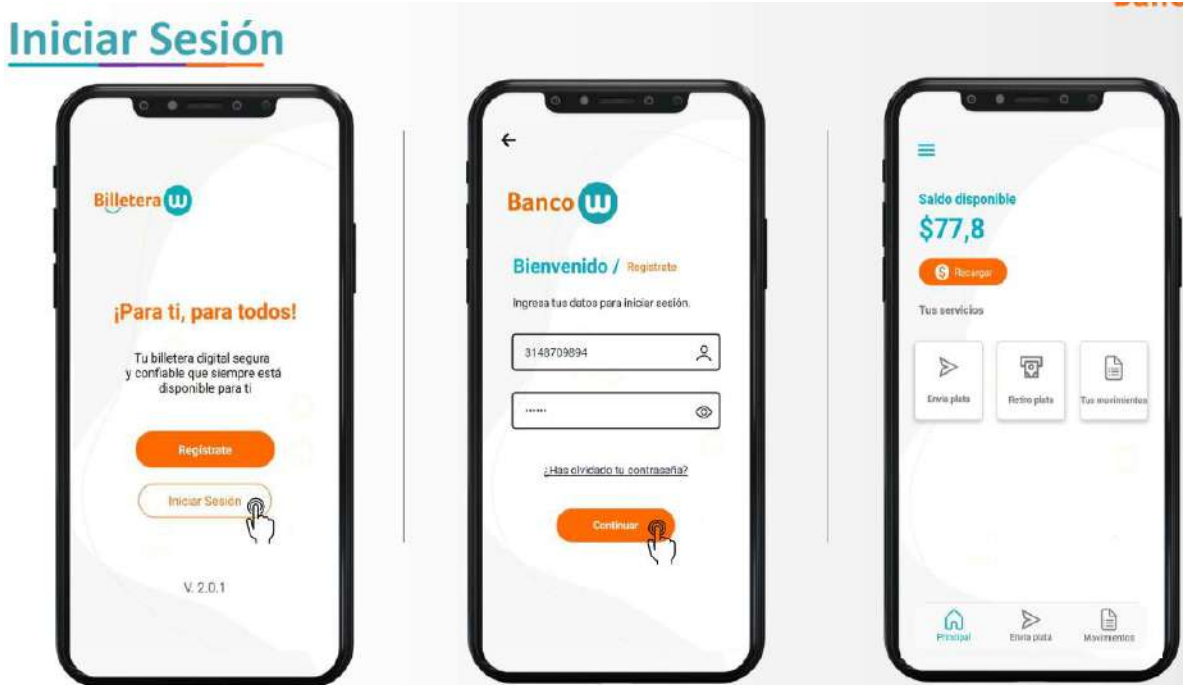 Iniciar Sesión
Billetera W
¡Para ti, para todos!
Tu billetera digital segura
y confiable que siempre está
disponible para ti
Regístrate
Iniciar Sesión
V. 2.0.1
Banco W
Bienvenido / Regístrate
Ingresa tus datos para iniciar sesión.
3148709894
······
¿Has olvidado tu contraseña?
Continuar
Saldo disponible
$77,8
Recargar
Tus servicios
Envía plata
Retiro plata
Tus movimientos
Principal
Envía plata
Movimientos